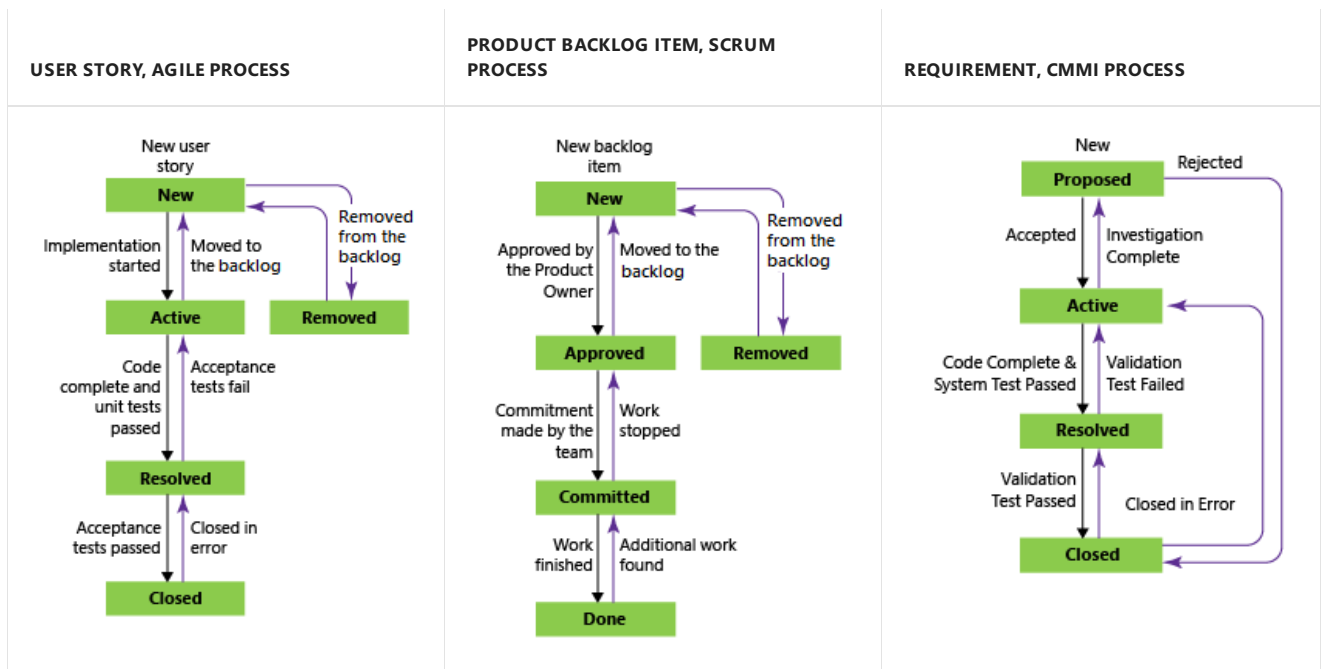 USER STORY, AGILE PROCESS
New user
story
New
Removed
from the
backlog
Implementation
started
Moved to
the backlog
Active
Removed
Code
complete and
unit tests
passed
Acceptance
tests fail
Resolved
Acceptance
tests passed
Closed in
error
Closed
PRODUCT BACKLOG ITEM, SCRUM
PROCESS
New backlog
item
New
Removed
from the
backlog
Approved by
the Product
Owner
Moved to the
backlog
Approved
Removed
Commitment
made by the
team
Work
stopped
Committed
Work
finished
Additional work
found
Done
REQUIREMENT, CMMI PROCESS
New
Rejected
Proposed
Accepted
Investigation
Complete
Active
Code Complete &
System Test Passed
Validation
Test Failed
Resolved
Validation
Test Passed
Closed in Error
Closed